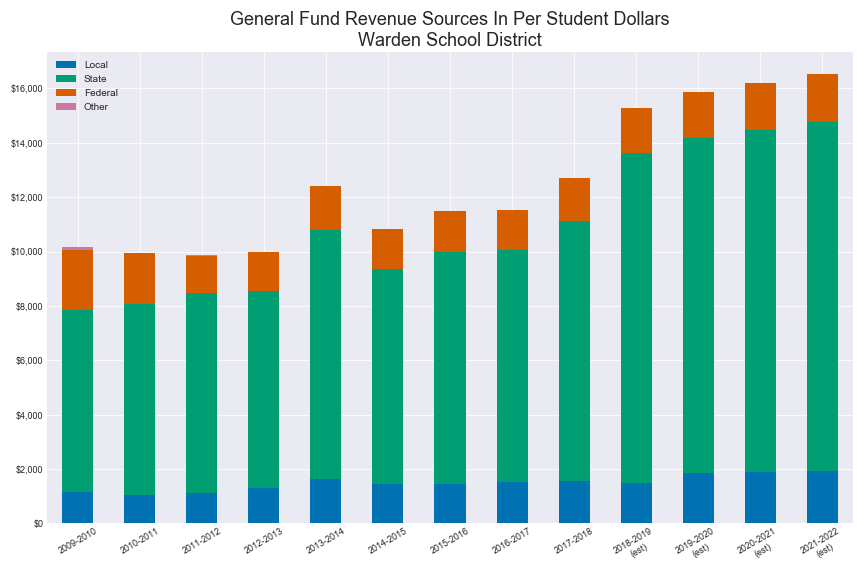 General Fund Revenue Sources In Per Student Dollars
Warden School District
Local
State
Federal
Other
$16,000
$14,000
$12,000
$10,000
$8,000
$6,000
$4,000
$2,000
$0
2009-2010
2010-2011
2011-2012
2012-2013
2013-2014
2014-2015
2015-2016
2016-2017
2017-2018
2018-2019
(est)
2019-2020
(est)
2020-2021
(est)
2021-2022
(est)